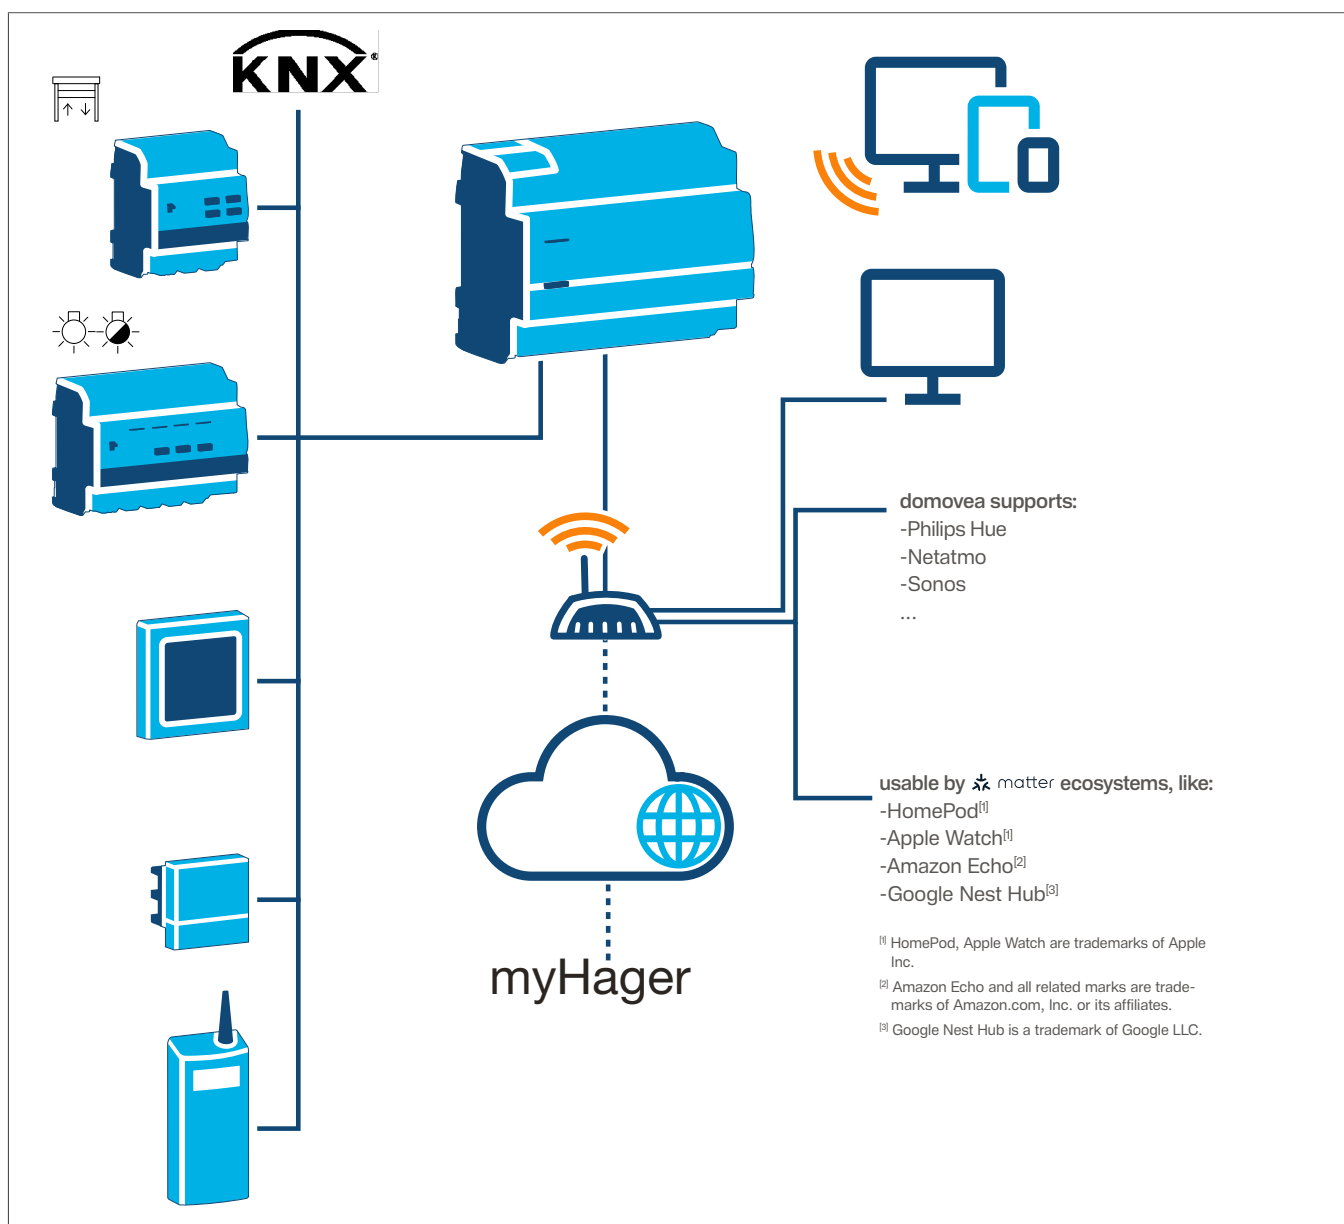 KNX®
domovea supports:
-Philips Hue
-Netatmo
-Sonos
...
usable by matter ecosystems, like:
-HomePod[1]
-Apple Watch[1]
-Amazon Echo[2]
-Google Nest Hub[3]
[1] HomePod, Apple Watch are trademarks of Apple
Inc.
[2] Amazon Echo and all related marks are trade-
marks of Amazon.com, Inc. or its affiliates.
[3] Google Nest Hub is a trademark of Google LLC.
myHager